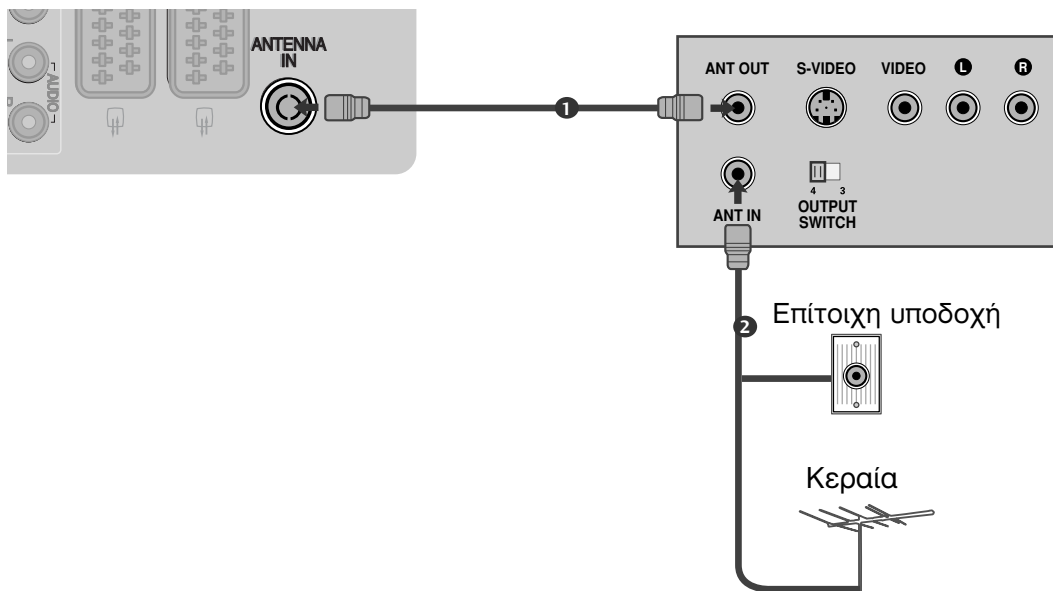 ANTENNA
IN
AUDIO
1
ANT OUT
S-VIDEO
VIDEO
L
R
ANT IN
4
3
OUTPUT
SWITCH
2
Επίτοιχη υποδοχή
Κεραία